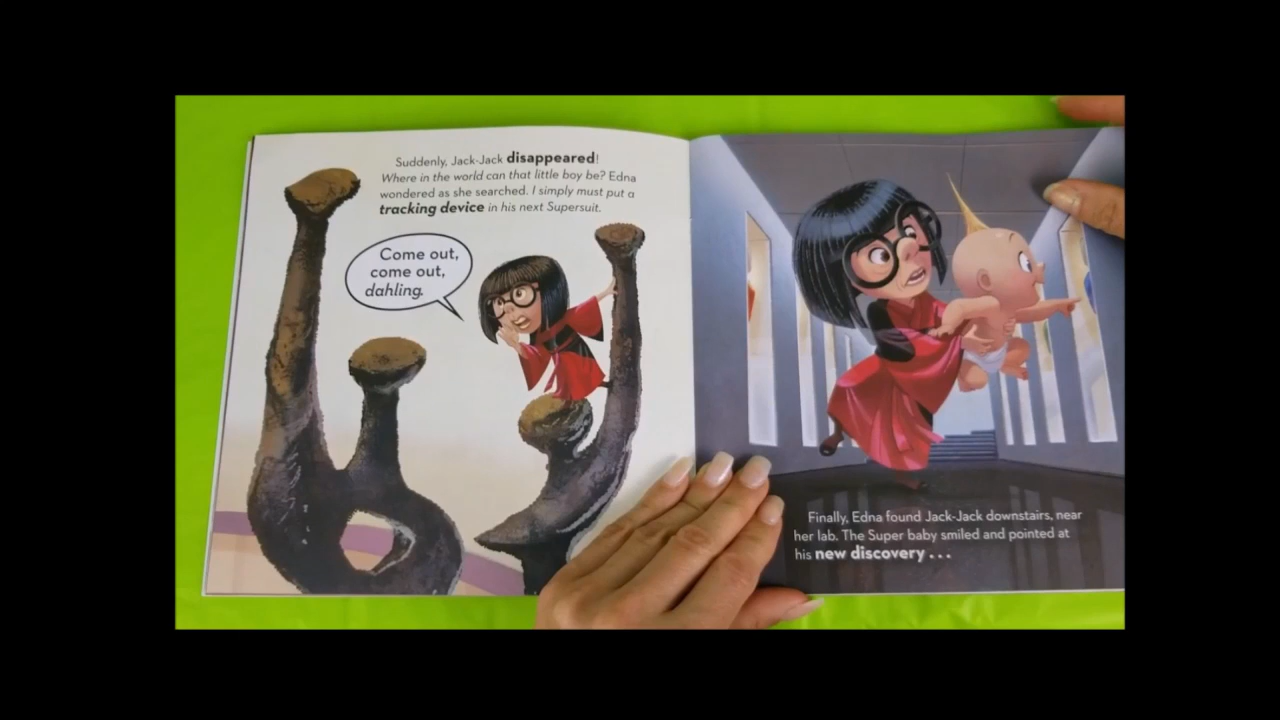 Suddenly, Jack-Jack disappeared!
Where in the world can that little boy be? Edna
wondered as she searched. I simply must put a
tracking device in his next Supersuit.
Come out,
come out,
dahling.
Finally, Edna found Jack-Jack downstairs, near
her lab. The Super baby smiled and pointed at
his new discovery . . .